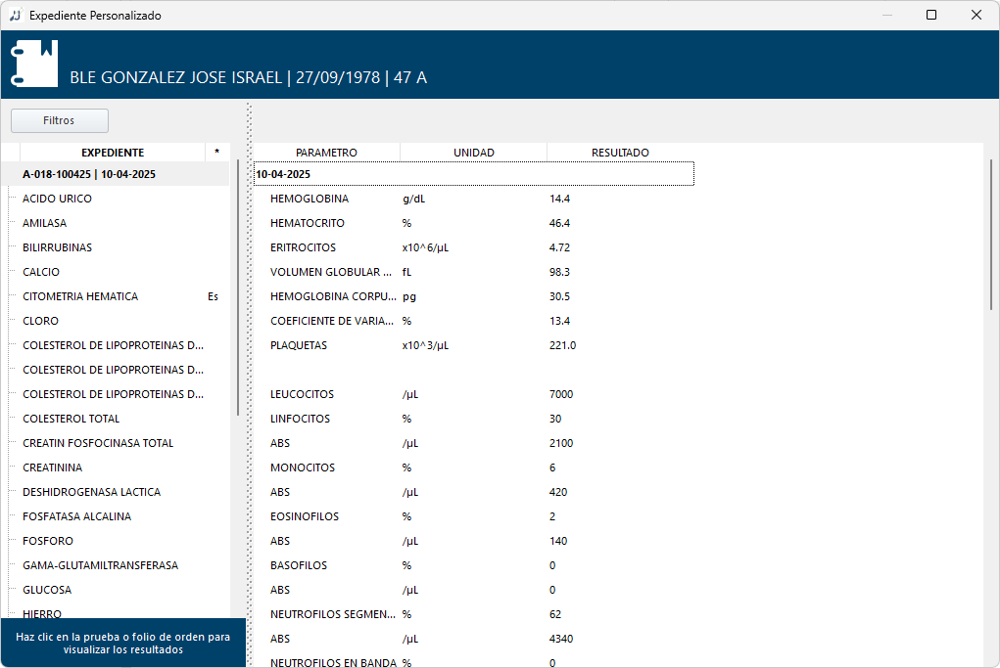 Expediente Personalizado
BLE GONZALEZ JOSE ISRAEL | 27/09/1978 | 47 A
Filtros
EXPEDIENTE *
A-018-100425 | 10-04-2025
ACIDO URICO
AMILASA
BILIRRUBINAS
CALCIO
CITOMETRIA HEMATICA Es
CLORO
COLESTEROL DE LIPOPROTEINAS D...
COLESTEROL DE LIPOPROTEINAS D...
COLESTEROL DE LIPOPROTEINAS D...
COLESTEROL TOTAL
CREATIN FOSFOCINASA TOTAL
CREATININA
DESHIDROGENASA LACTICA
FOSFATASA ALCALINA
FOSFORO
GAMA-GLUTAMILTRANSFERASA
GLUCOSA
HIERRO
Haz clic en la prueba o folio de orden para
visualizar los resultados
PARAMETRO UNIDAD RESULTADO
10-04-2025
HEMOGLOBINA g/dL 14.4
HEMATOCRITO % 46.4
ERITROCITOS x10^6/µL 4.72
VOLUMEN GLOBULAR ... fL 98.3
HEMOGLOBINA CORPU... pg 30.5
COEFICIENTE DE VARIA... % 13.4
PLAQUETAS x10^3/µL 221.0
LEUCOCITOS /µL 7000
LINFOCITOS % 30
ABS /µL 2100
MONOCITOS % 6
ABS /µL 420
EOSINOFILOS % 2
ABS /µL 140
BASOFILOS % 0
ABS /µL 0
NEUTROFILOS SEGMEN... % 62
ABS /µL 4340
NEUTROFILOS EN BANDA % 0